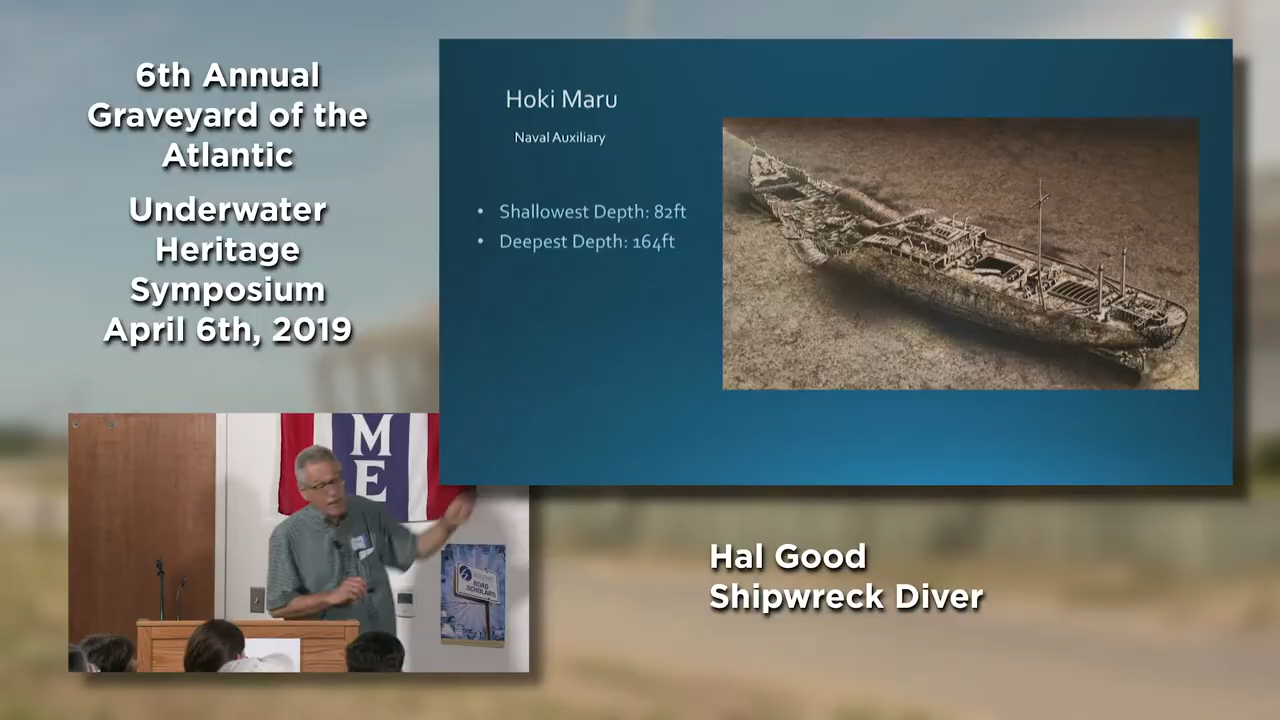 6th Annual
Graveyard of the
Atlantic
Underwater
Heritage
Symposium
April 6th, 2019
Hoki Maru
Naval Auxiliary
• Shallowest Depth: 82ft
• Deepest Depth: 164ft
M
E
ROAD
SCHOLARS
Hal Good
Shipwreck Diver